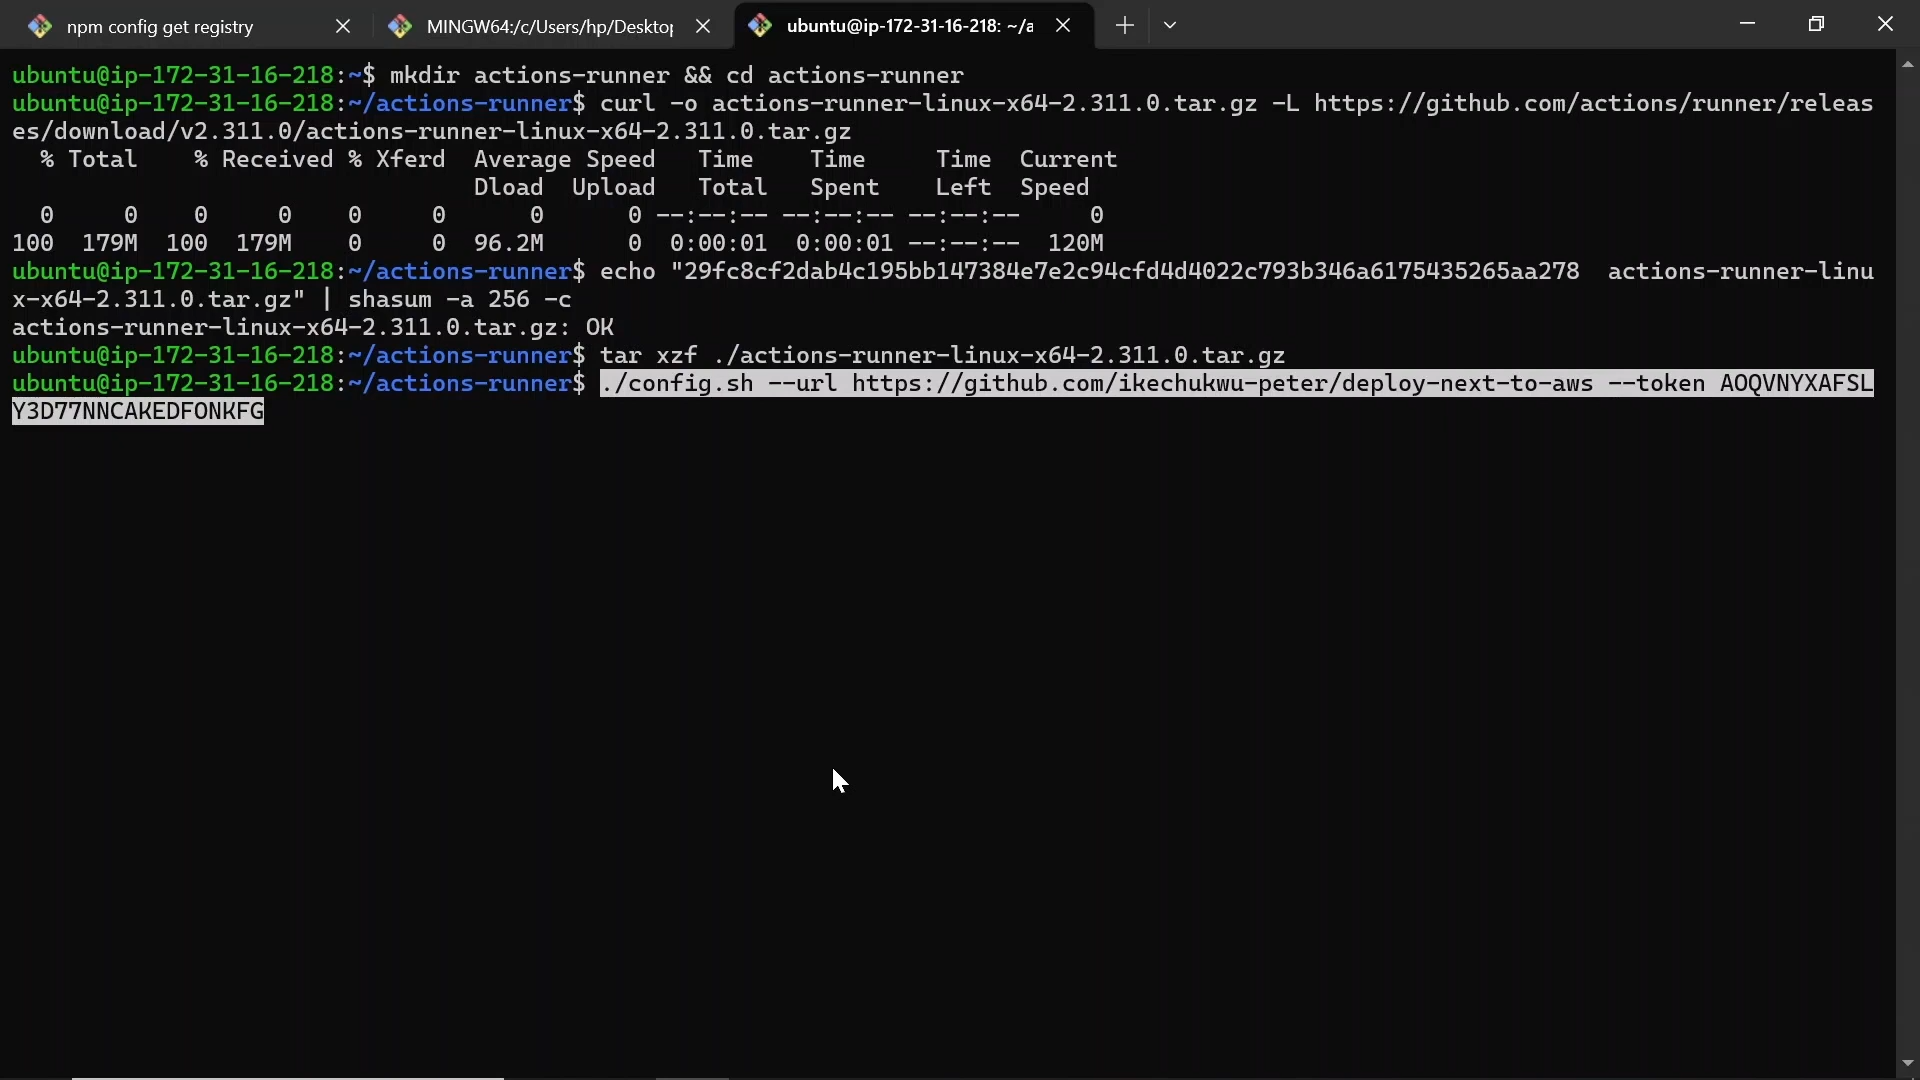 npm config get registry
MINGW64:/c/Users/hp/Desktop
ubuntu@ip-172-31-16-218: ~/a
ubuntu@ip-172-31-16-218:~$ mkdir actions-runner && cd actions-runner
ubuntu@ip-172-31-16-218:~/actions-runner$ curl -o actions-runner-linux-x64-2.311.0.tar.gz -L https://github.com/actions/runner/releas
es/download/v2.311.0/actions-runner-linux-x64-2.311.0.tar.gz
% Total % Received % Xferd Average Speed Time Time Time Current
Dload Upload Total Spent Left Speed
0 0 0 0 0 0 0 0 --:--:-- --:--:-- --:--:-- 0
100 179M 100 179M 0 0 96.2M 0 0:00:01 0:00:01 --:--:-- 120M
ubuntu@ip-172-31-16-218:~/actions-runner$ echo "29fc8cf2dab4c195bb147384e7e2c94cfd4d4022c793b346a6175435265aa278 actions-runner-linu
x-x64-2.311.0.tar.gz" | shasum -a 256 -c
actions-runner-linux-x64-2.311.0.tar.gz: OK
ubuntu@ip-172-31-16-218:~/actions-runner$ tar xzf ./actions-runner-linux-x64-2.311.0.tar.gz
ubuntu@ip-172-31-16-218:~/actions-runner$ ./config.sh --url https://github.com/ikechukwu-peter/deploy-next-to-aws --token AOQVNYXAFSL
Y3D77NNCAKEDFONKFG